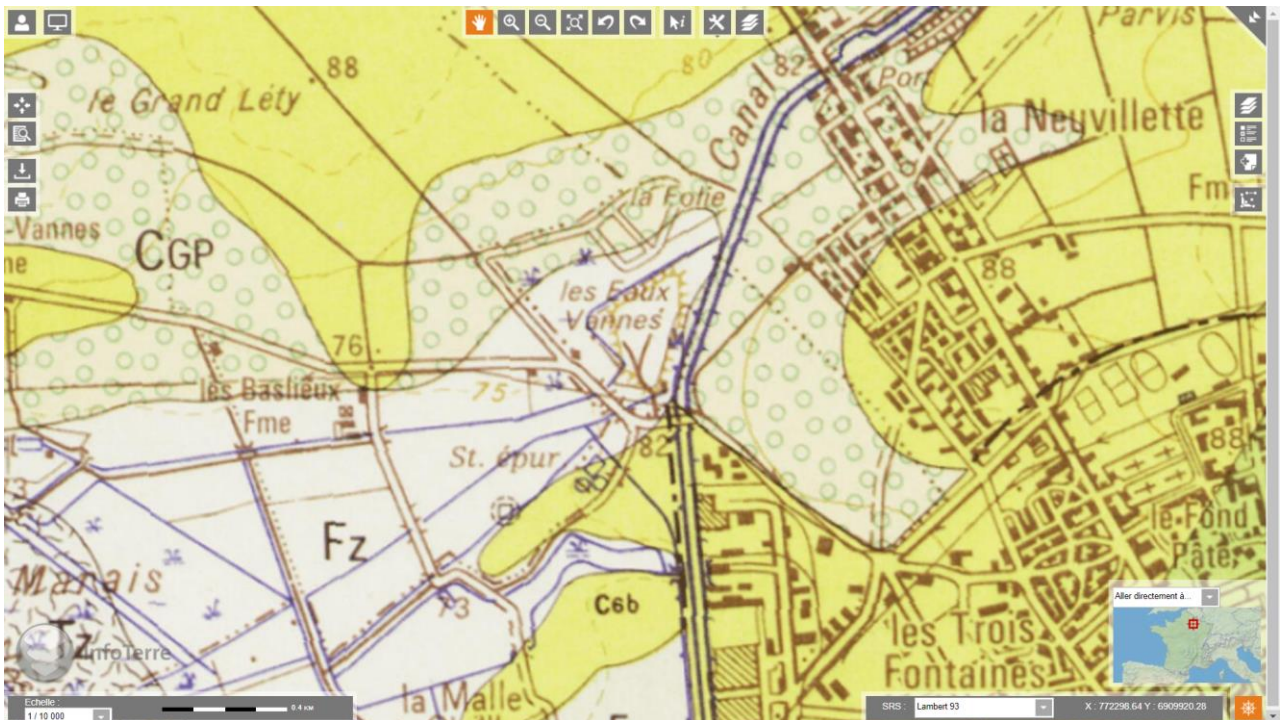 Parvis
88
80
82
Port
le Grand Léty
Canal
la Neuvillette
la Folie
Fm
-Vannes
CGP
ne
88
les Eaux
Vannes
76
75
les Baslieux
Fme
St. épur
82
88
Fz
le Fond
Pâté
Marais
C6b
73
Tz
InfoTerre
Aller directement à...
les Trois
Fontaines
la Malle
Echelle :
1 / 10 000
0.4 KM
SRS :
Lambert 93
X : 772298.64 Y : 6909920.28